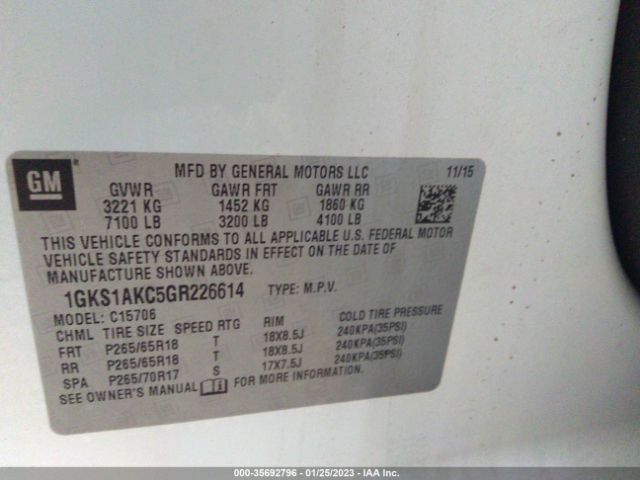 GM
MFD BY GENERAL MOTORS LLC 11/15
GVWR GAWR FRT GAWR RR
3221 KG 1452 KG 1860 KG
7100 LB 3200 LB 4100 LB
THIS VEHICLE CONFORMS TO ALL APPLICABLE U.S. FEDERAL MOTOR
VEHICLE SAFETY STANDARDS IN EFFECT ON THE DATE OF
MANUFACTURE SHOWN ABOVE.
1GKS1AKC5GR226614 TYPE: M.P.V.
MODEL: C15706
CHML TIRE SIZE SPEED RTG RIM COLD TIRE PRESSURE
FRT P265/65R18 T 18X8.5J 240KPA(35PSI)
RR P265/65R18 T 18X8.5J 240KPA(35PSI)
SPA P265/70R17 S 17X7.5J 240KPA(35PSI)
SEE OWNER'S MANUAL FOR MORE INFORMATION.
000-35692796 - 01/25/2023 - IAA Inc.